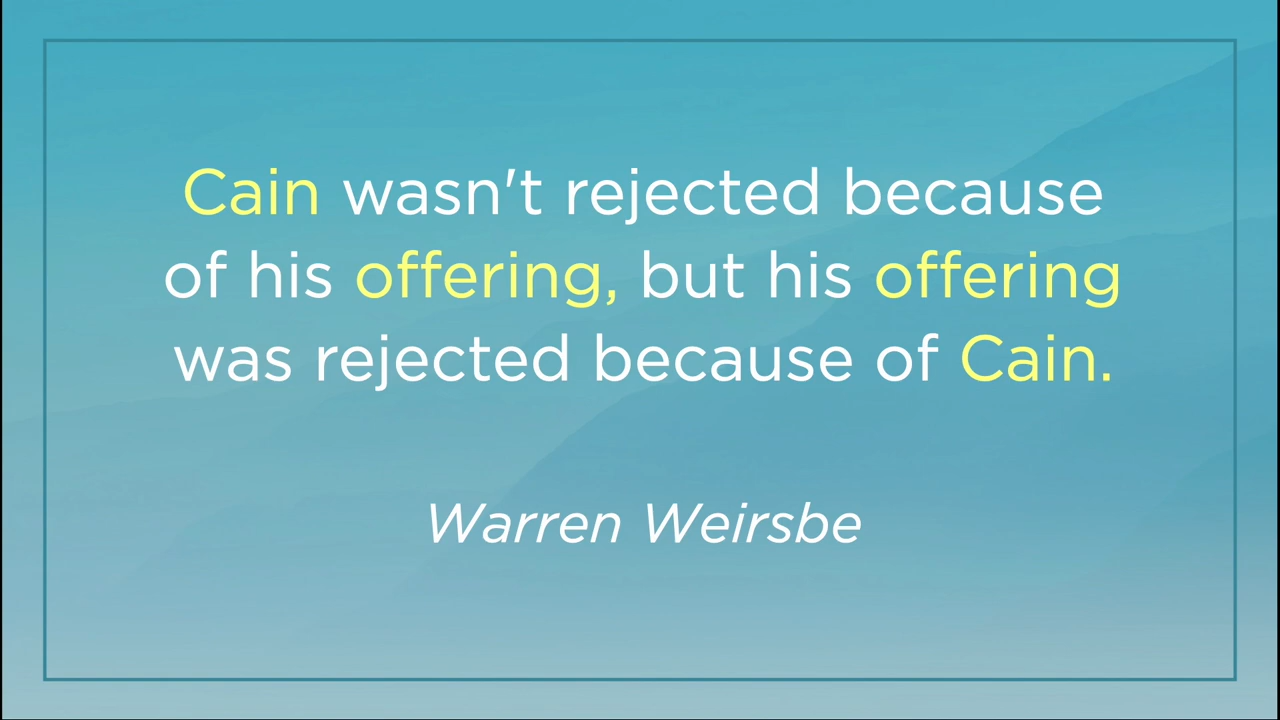 Cain wasn't rejected because
of his offering, but his offering
was rejected because of Cain.
Warren Weirsbe